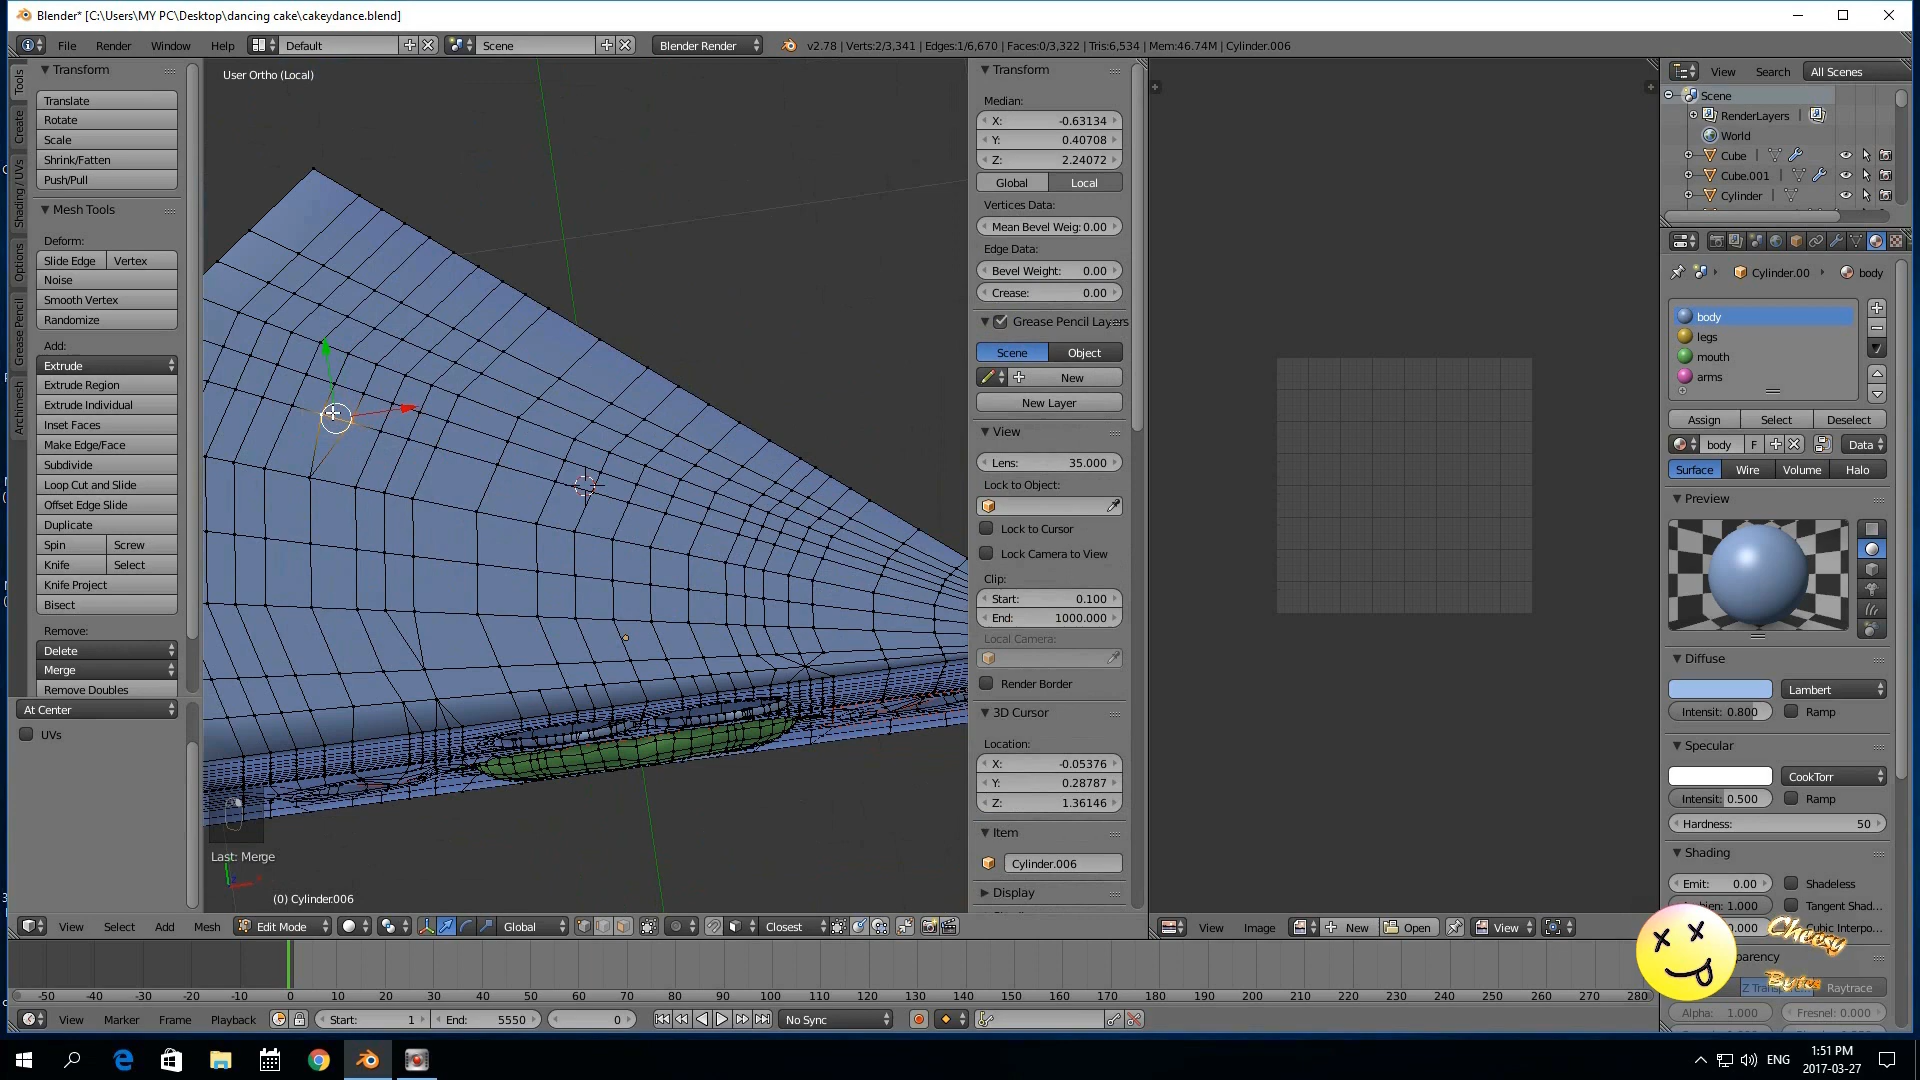 Blender* [C:\Users\MY PC\Desktop\dancing cake\cakeydance.blend]
File Render Window Help Default Scene Blender Render v2.78 | Verts:2/3,341 | Edges:1/6,670 | Faces:0/3,322 | Tris:6,534 | Mem:46.74M | Cylinder.006
Tools
Create
Shading / UVs
Options
Grease Pencil
Archimesh
Transform
Translate
Rotate
Scale
Shrink/Fatten
Push/Pull
Mesh Tools
Deform:
Slide Edge Vertex
Noise
Smooth Vertex
Randomize
Add:
Extrude
Extrude Region
Extrude Individual
Inset Faces
Make Edge/Face
Subdivide
Loop Cut and Slide
Offset Edge Slide
Duplicate
Spin Screw
Knife Select
Knife Project
Bisect
Remove:
Delete
Merge
Remove Doubles
At Center
UVs
User Ortho (Local)
Last: Merge
(0) Cylinder.006
Transform
Median:
X: -0.63134
Y: 0.40708
Z: 2.24072
Global Local
Vertices Data:
Mean Bevel Weig: 0.00
Edge Data:
Bevel Weight: 0.00
Crease: 0.00
Grease Pencil Layers
Scene Object
New
New Layer
View
Lens: 35.000
Lock to Object:
Lock to Cursor
Lock Camera to View
Clip:
Start: 0.100
End: 1000.000
Local Camera:
Render Border
3D Cursor
Location:
X: -0.05376
Y: 0.28787
Z: 1.36146
Item
Cylinder.006
Display
View Search All Scenes
Scene
RenderLayers
World
Cube
Cube.001
Cylinder
Cylinder.00 body
body
legs
mouth
arms
Assign Select Deselect
body F Data
Surface Wire Volume Halo
Preview
Diffuse
Lambert
Intensit: 0.800 Ramp
Specular
CookTorr
Intensit: 0.500 Ramp
Hardness: 50
Shading
Emit: 0.00 Shadeless
1.000 Tangent Shad...
Cubic Interpo...
Raytrace
Alpha: 1.000 Fresnel: 0.000
Cheesy
Bytes
View Select Add Mesh Edit Mode Global Closest
View Image New Open View
-50 -40 -30 -20 -10 0 10 20 30 40 50 60 70 80 90 100 110 120 130 140 150 160 170 180 190 200 210 220 230 240 250 260 270 280
View Marker Frame Playback Start: 1 End: 5550 0 No Sync
ENG
1:51 PM
2017-03-27